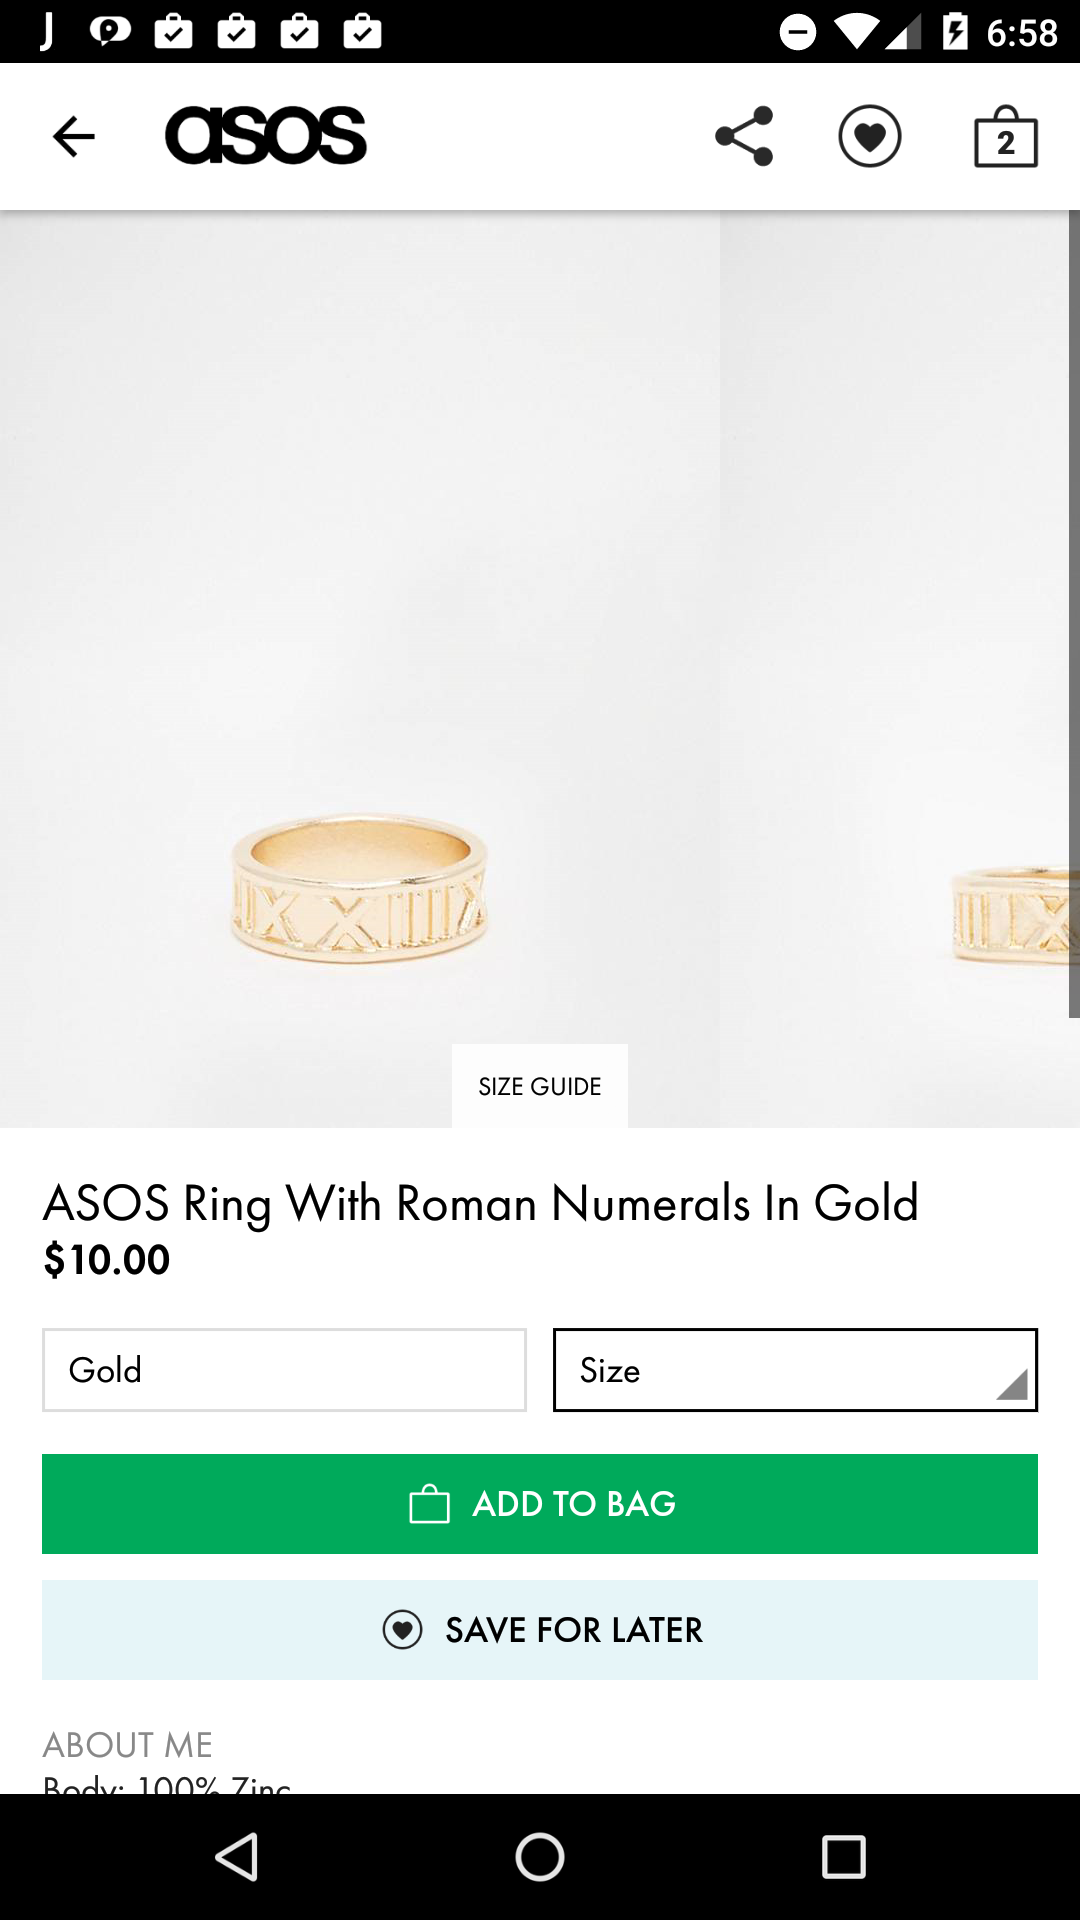 6:58
asos
2
SIZE GUIDE
ASOS Ring With Roman Numerals In Gold
$10.00
Gold
Size
ADD TO BAG
SAVE FOR LATER
ABOUT ME
Body: 100% Zinc